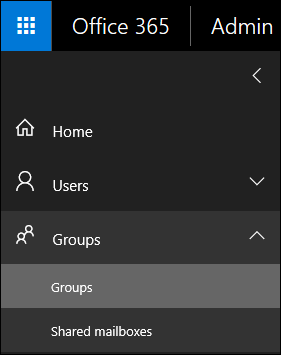 Office 365 Admin
Home
Users
Groups
Groups
Shared mailboxes